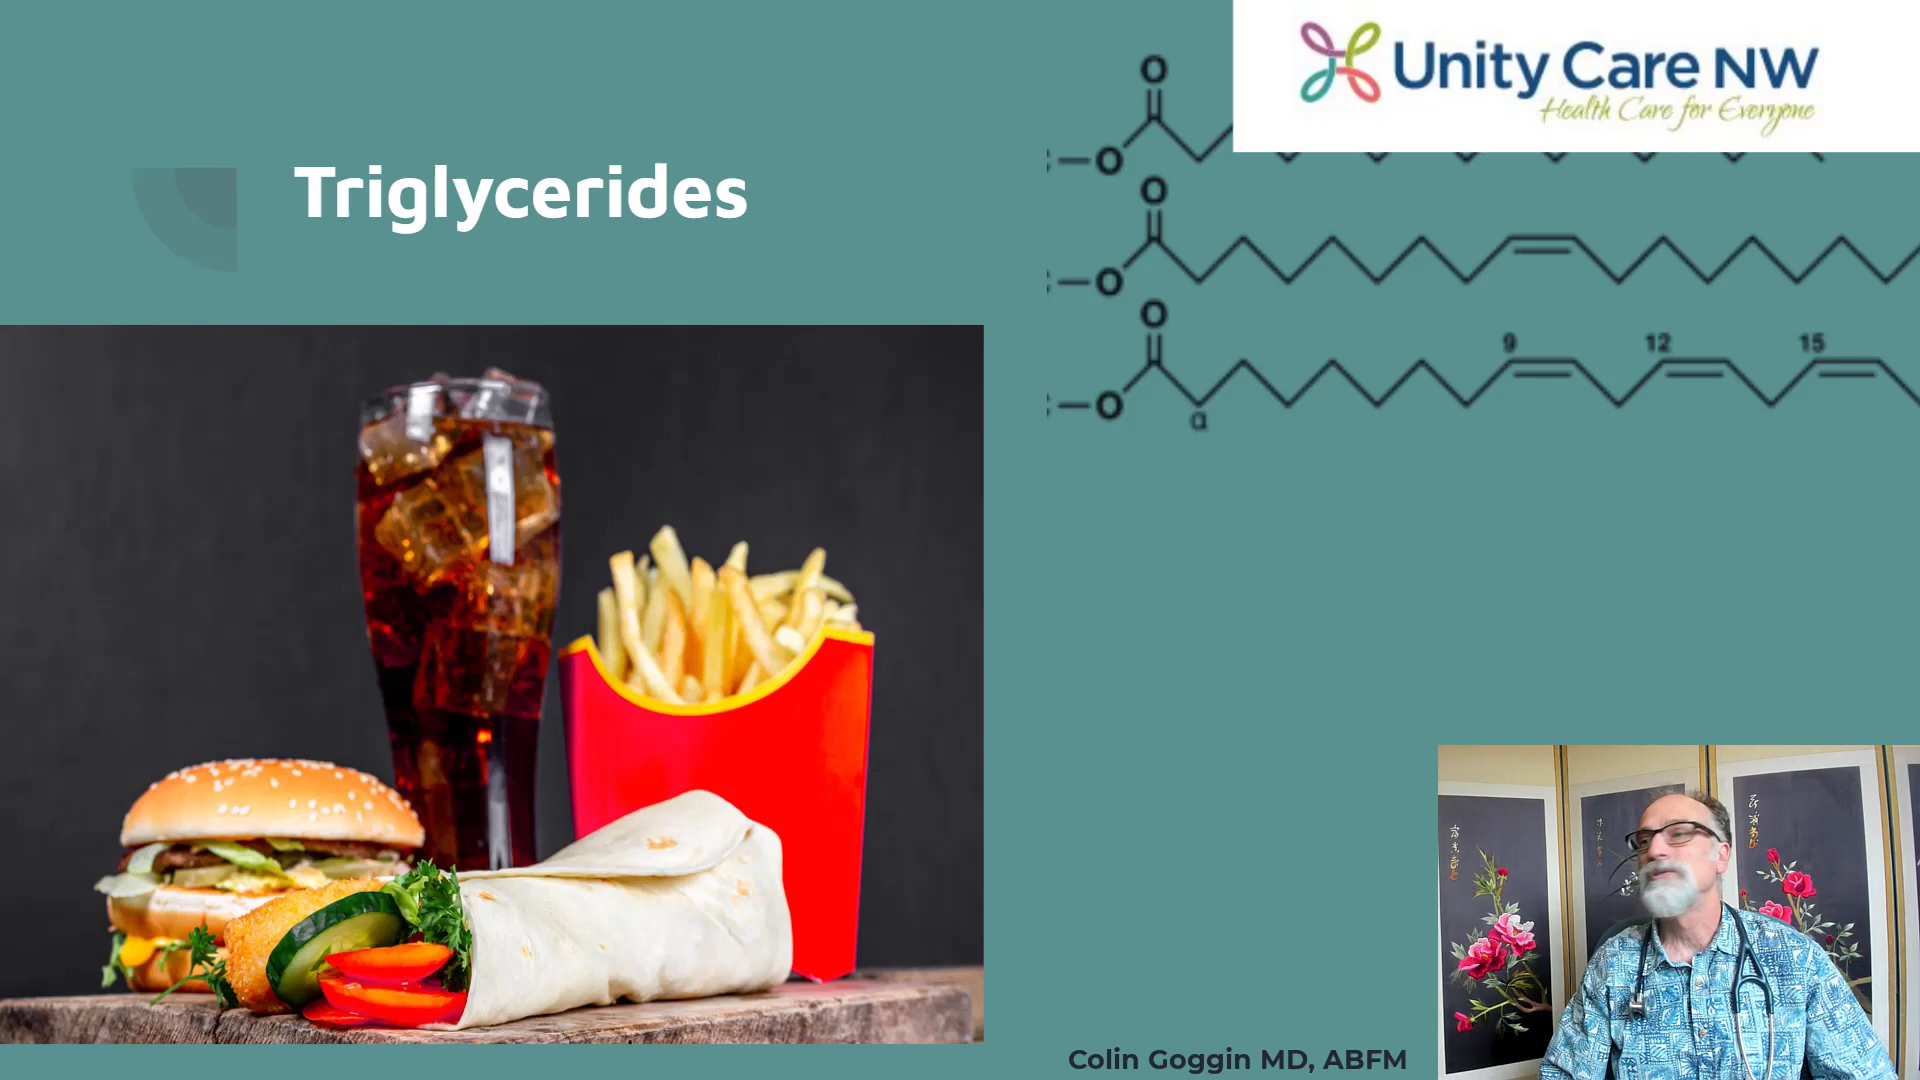 Unity Care NW
Health Care for Everyone
Triglycerides
O
O
O
O
O
9 12 15
O
α
Colin Goggin MD, ABFM